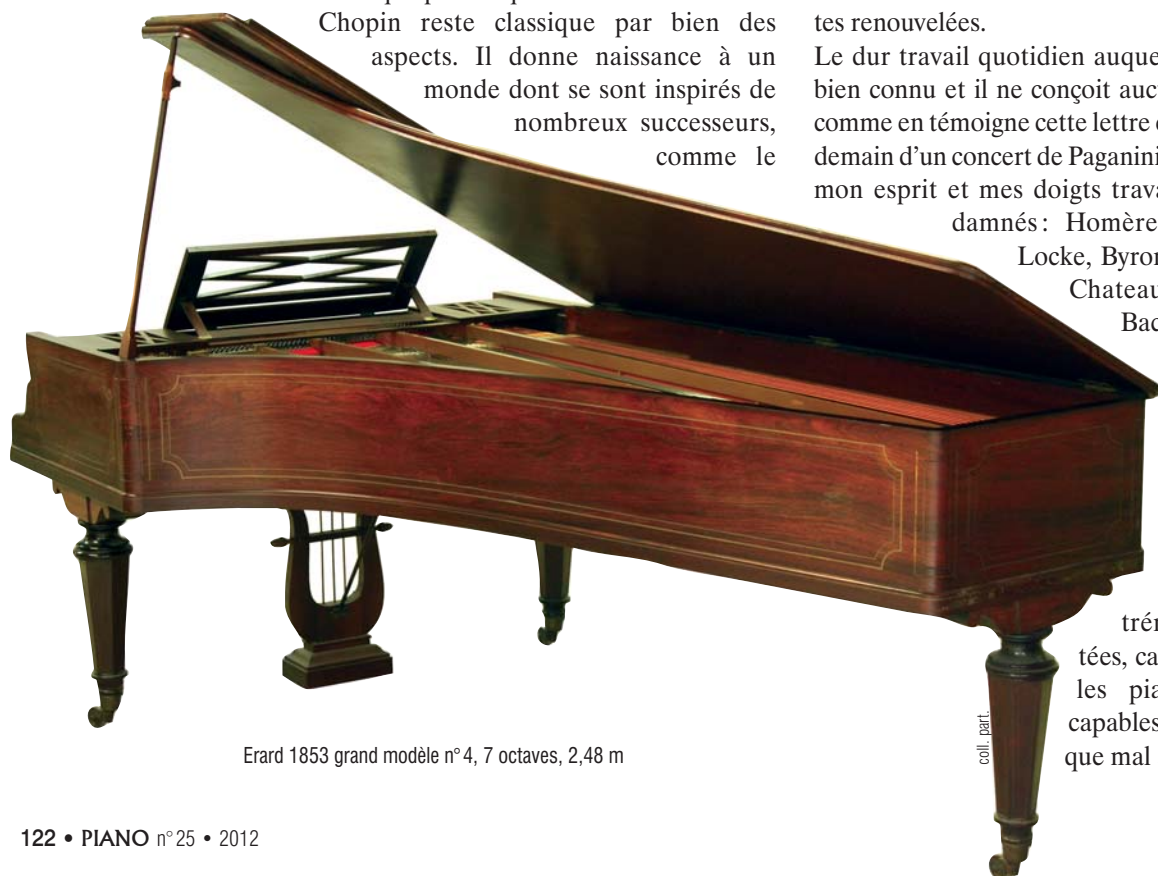 Chopin reste classique par bien des
aspects. Il donne naissance à un
monde dont se sont inspirés de
nombreux successeurs,
comme le
tes renouvelées.
Le dur travail quotidien auque
bien connu et il ne conçoit auc
comme en témoigne cette lettre
demain d'un concert de Paganini
mon esprit et mes doigts trava
damnés: Homère
Locke, Byron
Chateau
Bac
trér
tées, ca
les pia
capables
que mal
coll. part.
Erard 1853 grand modèle n° 4, 7 octaves, 2,48 m
122 • PIANO n° 25 • 2012